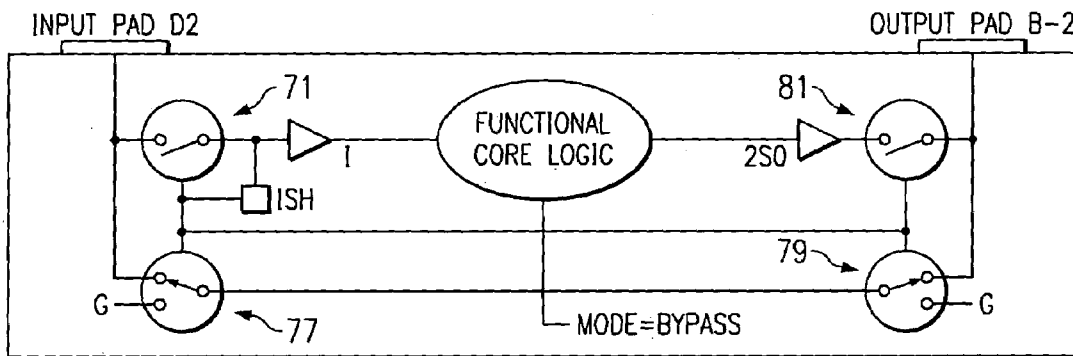 INPUT PAD D2
OUTPUT PAD B-2
71
81
FUNCTIONAL
CORE LOGIC
I
2SO
ISH
79
G
G
77
MODE=BYPASS